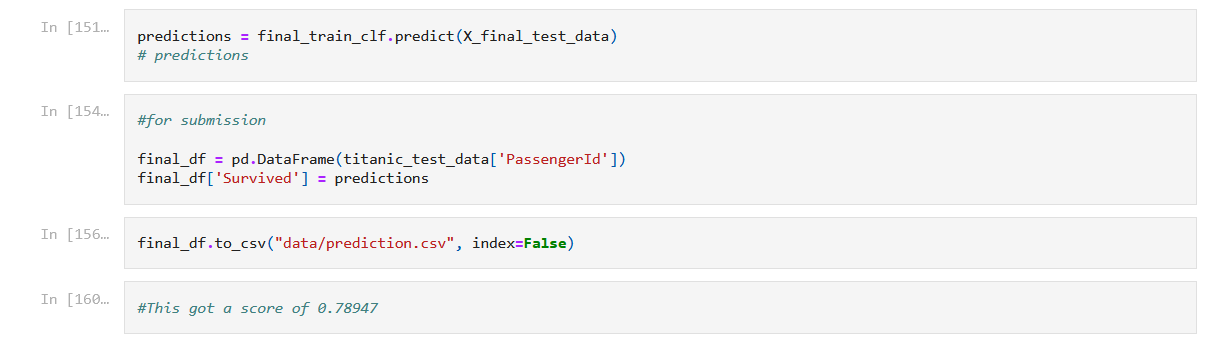 In [151…
predictions = final_train_clf.predict(X_final_test_data)
# predictions
In [154…
#for submission
final_df = pd.DataFrame(titanic_test_data['PassengerId'])
final_df['Survived'] = predictions
In [156…
final_df.to_csv("data/prediction.csv", index=False)
In [160…
#This got a score of 0.78947